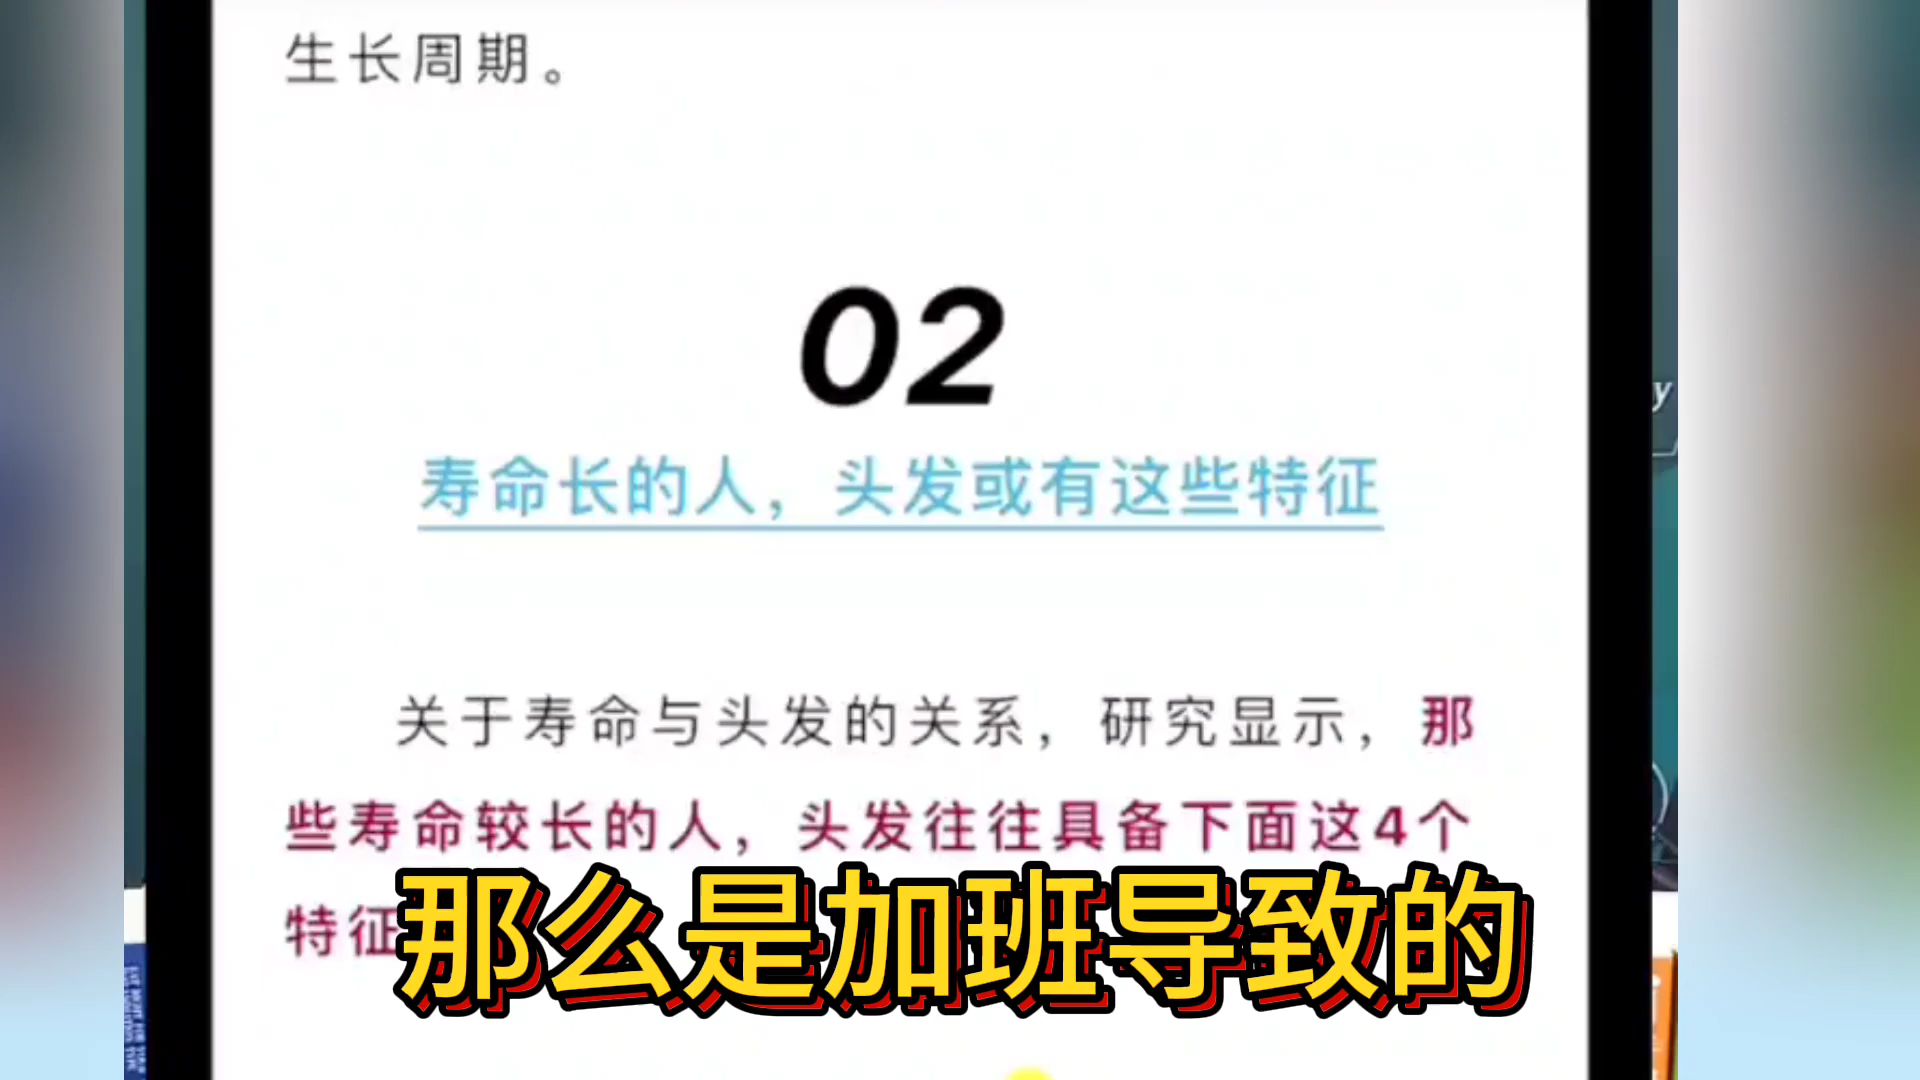 生长周期。
02
寿命长的人，头发或有这些特征
关于寿命与头发的关系，研究显示，那
些寿命较长的人，头发往往具备下面这4个
特征
那么是加班导致的
y